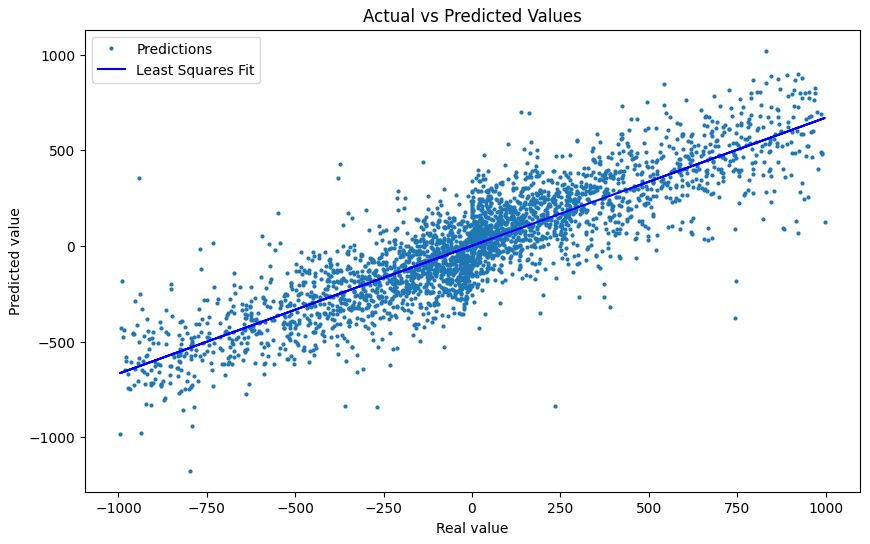 Actual vs Predicted Values
Predictions
Least Squares Fit
1000
500
0
−500
−1000
Predicted value
−1000
−750
−500
−250
0
250
500
750
1000
Real value